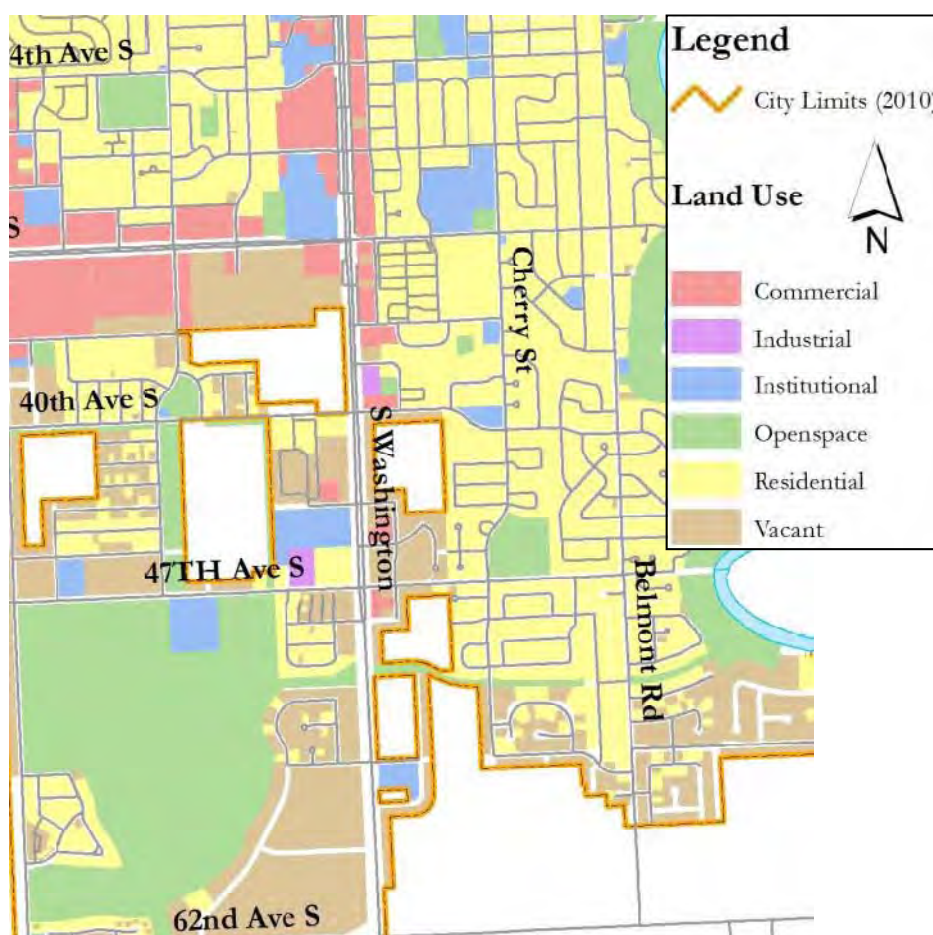 4th Ave S
S
40th Ave S
47TH Ave S
62nd Ave S
S Washington
Cherry St
Belmont Rd
Legend
City Limits (2010)
N
Land Use
Commercial
Industrial
Institutional
Openspace
Residential
Vacant